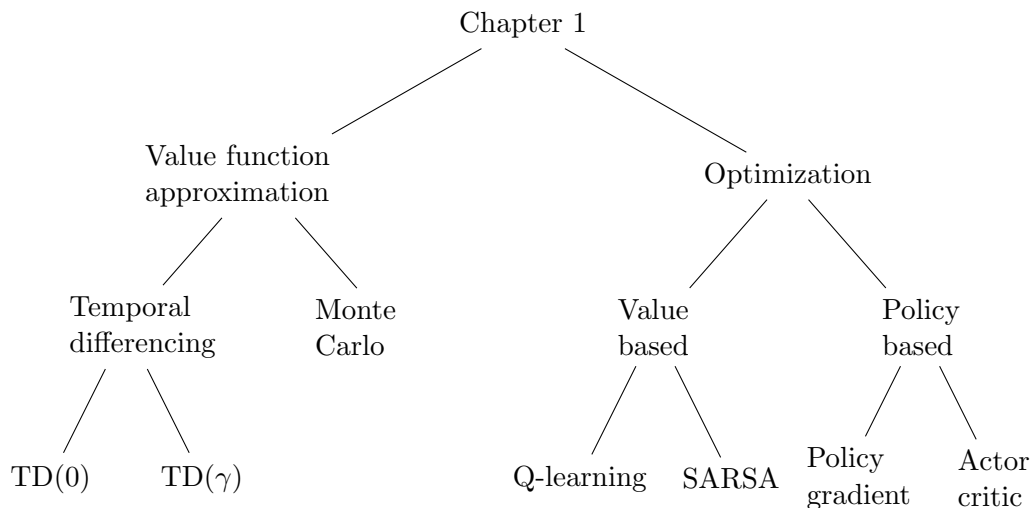 Chapter 1
Value function
approximation
Optimization
Temporal
differencing
Monte
Carlo
Value
based
Policy
based
TD(0)
TD(γ)
Q-learning
SARSA
Policy
gradient
Actor
critic